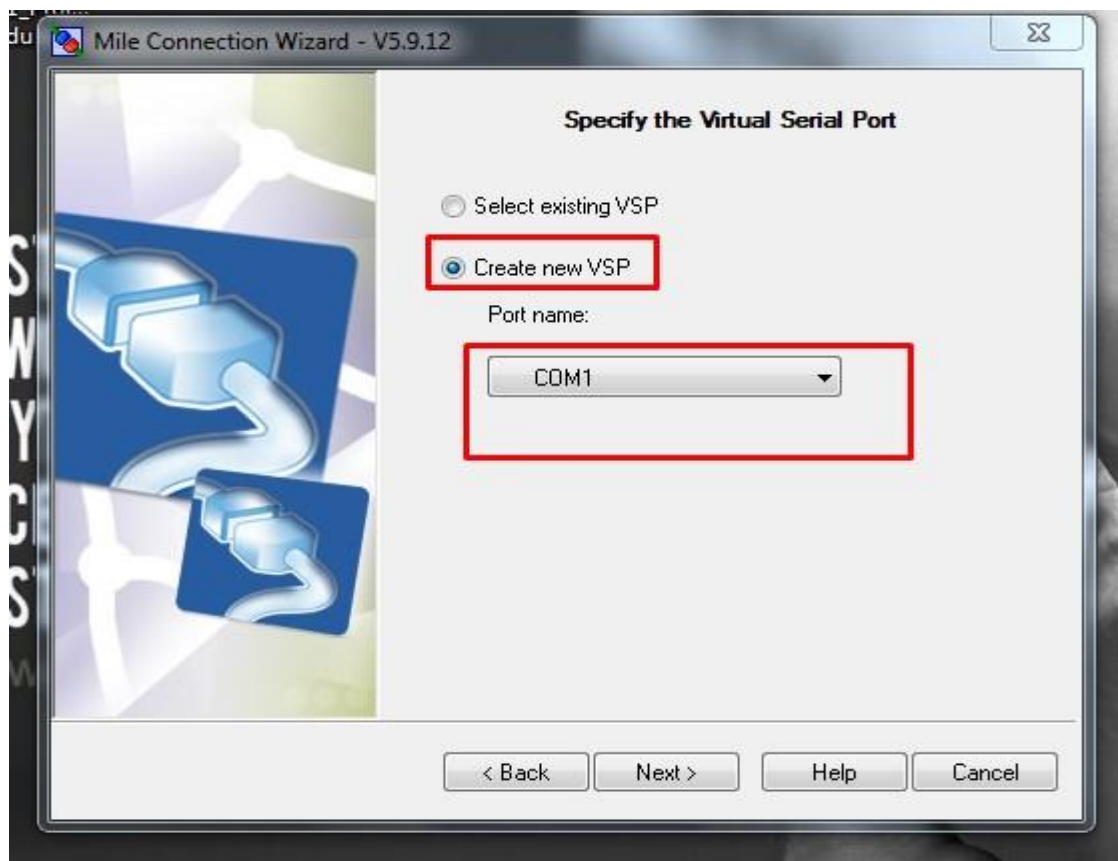 du
Mile Connection Wizard - V5.9.12
Specify the Virtual Serial Port
Select existing VSP
Create new VSP
Port name:
COM1
< Back
Next >
Help
Cancel